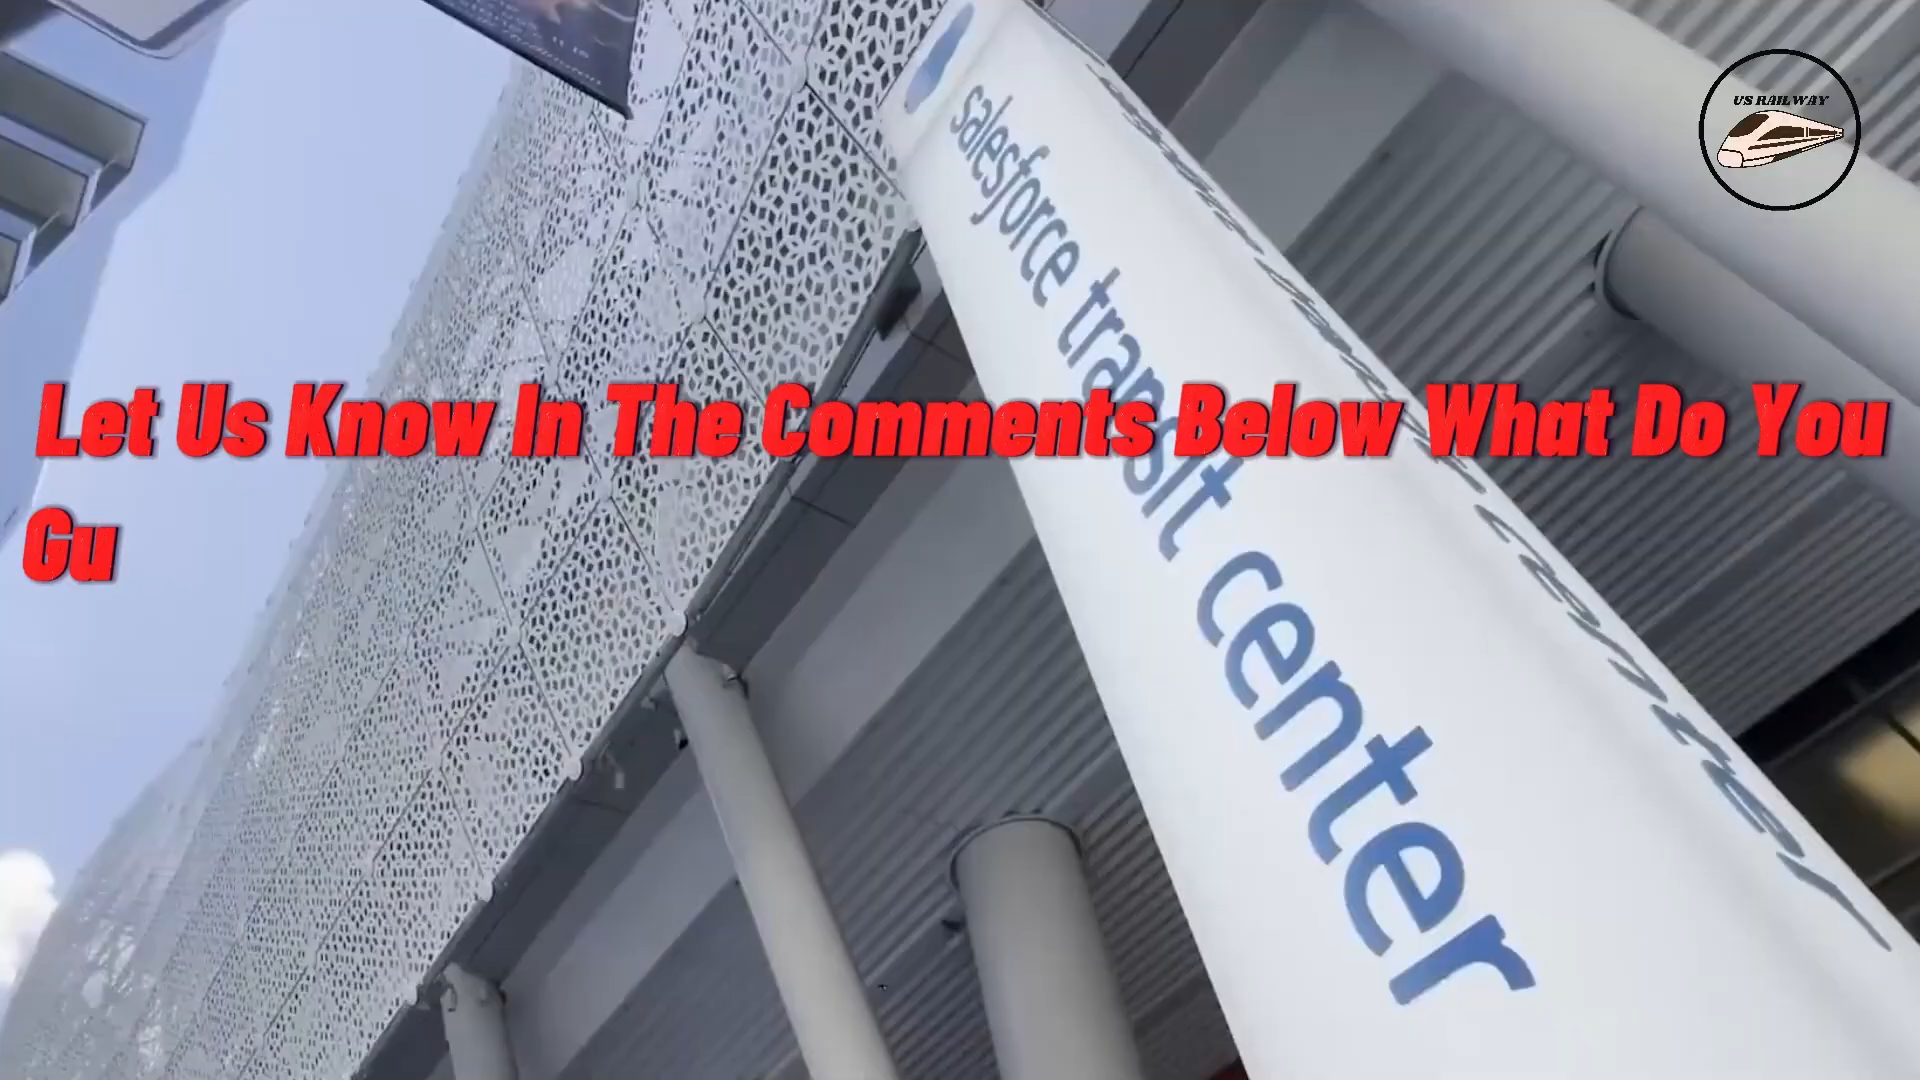 US RAILWAY
salesforce transit center
Let Us Know In The Comments Below What Do You
Gu